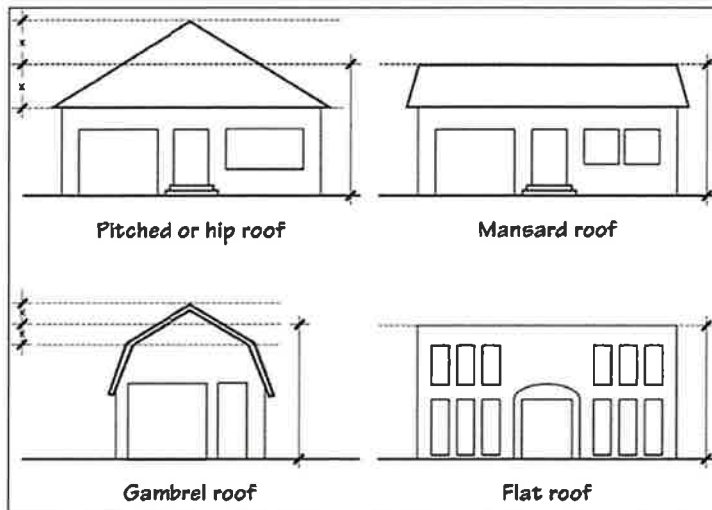 x
x
Pitched or hip roof
Mansard roof
x
x
Gambrel roof
Flat roof